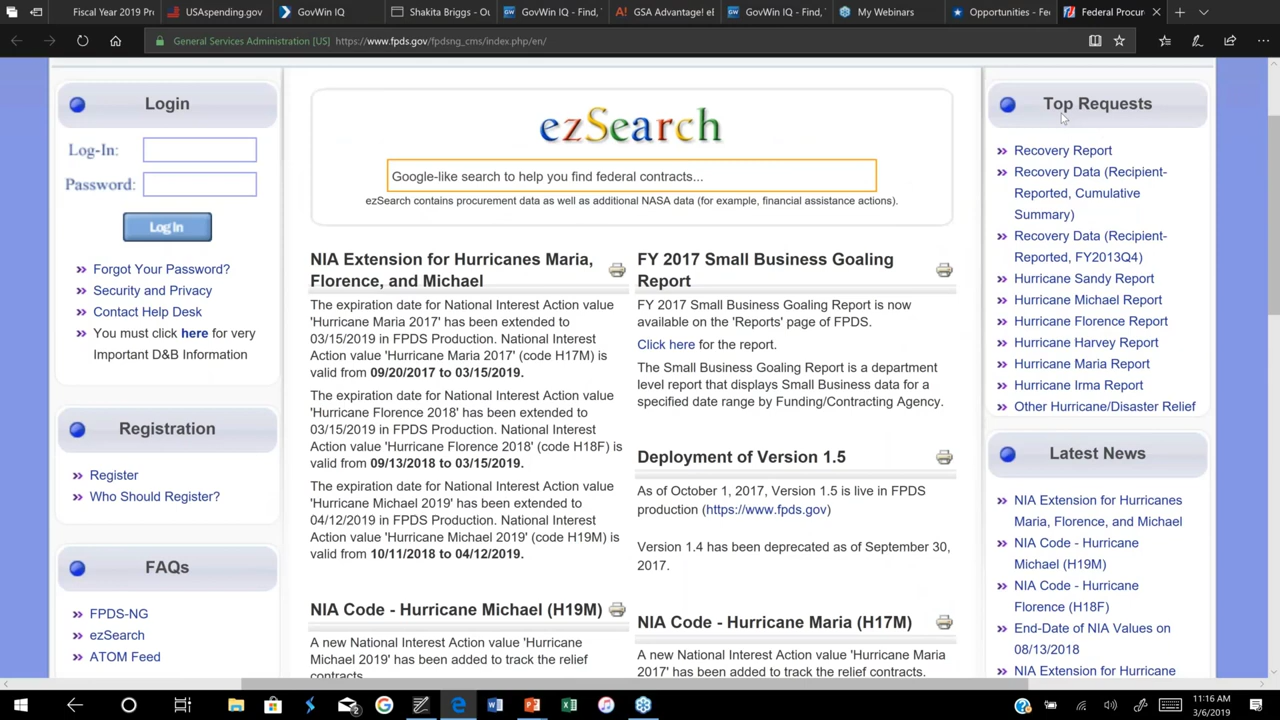 Fiscal Year 2019 Pr
USAspending.gov
GovWin IQ
Shakita Briggs - Ou
GovWin IQ - Find,
GSA Advantage! eB
GovWin IQ - Find,
My Webinars
Opportunities - Fe
Federal Procure
General Services Administration [US] https://www.fpds.gov/fpdsng_cms/index.php/en/
Login
Log-In:
Password:
Log In
Forgot Your Password?
Security and Privacy
Contact Help Desk
You must click here for very
Important D&B Information
Registration
Register
Who Should Register?
FAQs
FPDS-NG
ezSearch
ATOM Feed
ezSearch
Google-like search to help you find federal contracts...
ezSearch contains procurement data as well as additional NASA data (for example, financial assistance actions).
NIA Extension for Hurricanes Maria,
Florence, and Michael
The expiration date for National Interest Action value
'Hurricane Maria 2017' has been extended to
03/15/2019 in FPDS Production. National Interest
Action value 'Hurricane Maria 2017' (code H17M) is
valid from 09/20/2017 to 03/15/2019.
The expiration date for National Interest Action value
'Hurricane Florence 2018' has been extended to
03/15/2019 in FPDS Production. National Interest
Action value 'Hurricane Florence 2018' (code H18F) is
valid from 09/13/2018 to 03/15/2019.
The expiration date for National Interest Action value
'Hurricane Michael 2019' has been extended to
04/12/2019 in FPDS Production. National Interest
Action value 'Hurricane Michael 2019' (code H19M) is
valid from 10/11/2018 to 04/12/2019.
NIA Code - Hurricane Michael (H19M)
A new National Interest Action value 'Hurricane
Michael 2019' has been added to track the relief
contracts.
FY 2017 Small Business Goaling
Report
FY 2017 Small Business Goaling Report is now
available on the 'Reports' page of FPDS.
Click here for the report.
The Small Business Goaling Report is a department
level report that displays Small Business data for a
specified date range by Funding/Contracting Agency.
Deployment of Version 1.5
As of October 1, 2017, Version 1.5 is live in FPDS
production (https://www.fpds.gov)
Version 1.4 has been deprecated as of September 30,
2017.
NIA Code - Hurricane Maria (H17M)
A new National Interest Action value 'Hurricane Maria
2017' has been added to track the relief contracts.
Top Requests
Recovery Report
Recovery Data (Recipient-
Reported, Cumulative
Summary)
Recovery Data (Recipient-
Reported, FY2013Q4)
Hurricane Sandy Report
Hurricane Michael Report
Hurricane Florence Report
Hurricane Harvey Report
Hurricane Maria Report
Hurricane Irma Report
Other Hurricane/Disaster Relief
Latest News
NIA Extension for Hurricanes
Maria, Florence, and Michael
NIA Code - Hurricane
Michael (H19M)
NIA Code - Hurricane
Florence (H18F)
End-Date of NIA Values on
08/13/2018
NIA Extension for Hurricane
11:16 AM
3/6/2019